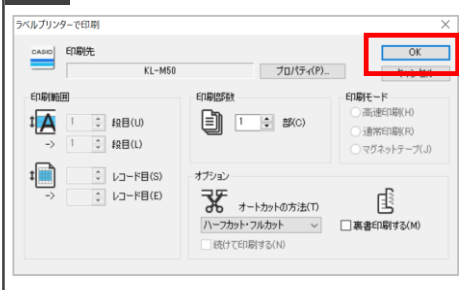 ラベルプリンターで印刷
CASIO 印刷先
KL-M50 プロパティ(P)...
OK
キャンセル
印刷範囲
1 段目(U)
-> 1 段目(L)
レコード目(S)
-> レコード目(E)
印刷部数
1 部(C)
印刷モード
高速印刷(H)
通常印刷(R)
マグネットテープ(J)
オプション
オートカットの方法(T)
ハーフカット・フルカット
続けて印刷する(N)
裏書印刷する(M)